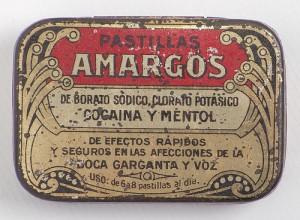 PASTILLAS
AMARGÓS
DE BORATO SÓDICO, CLORATO POTÁSICO
COCAINA Y MENTOL
DE EFECTOS RÁPIDOS
Y SEGUROS EN LAS AFECCIONES DE LA
BOCA GARGANTA Y VOZ
USO: de 6 a 8 pastillas al dia.